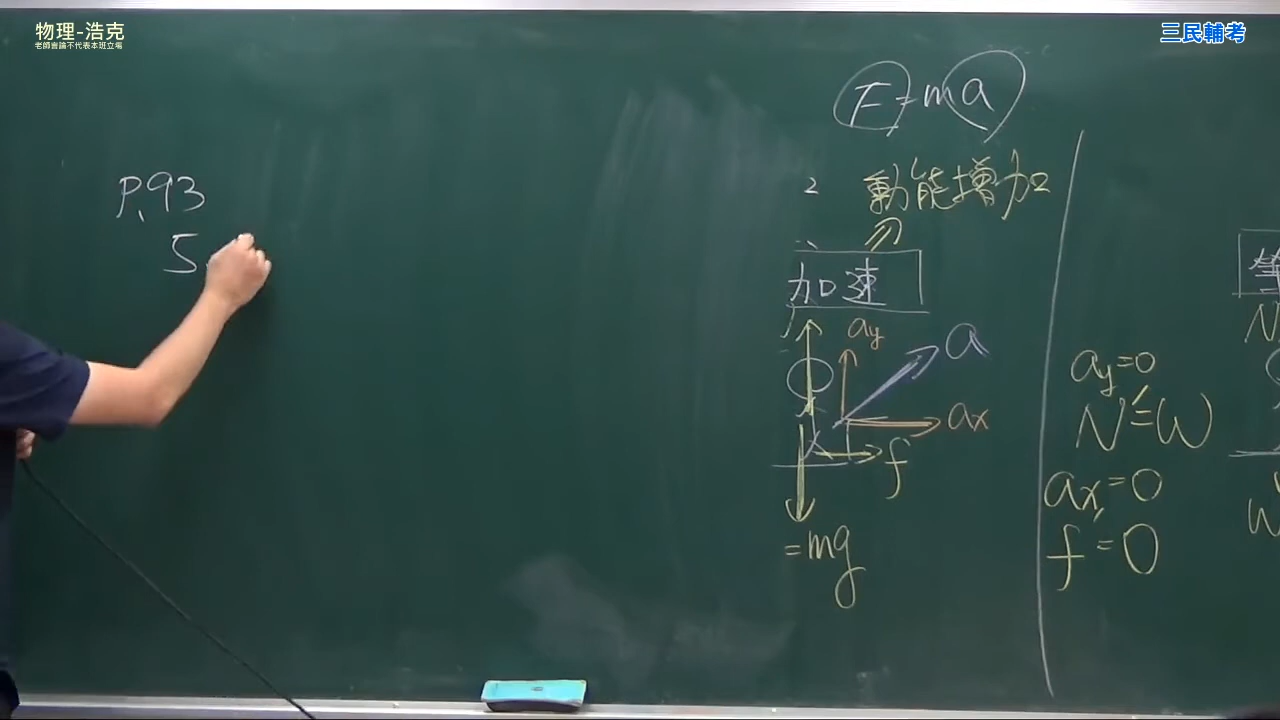 物理-浩克
老師言論不代表本班立場
三民輔考
P.93
5
F=ma
2
動能增加
加速
ay
a
ax
f
=mg
ay=0
N=W
ax=0
f=0
N
W